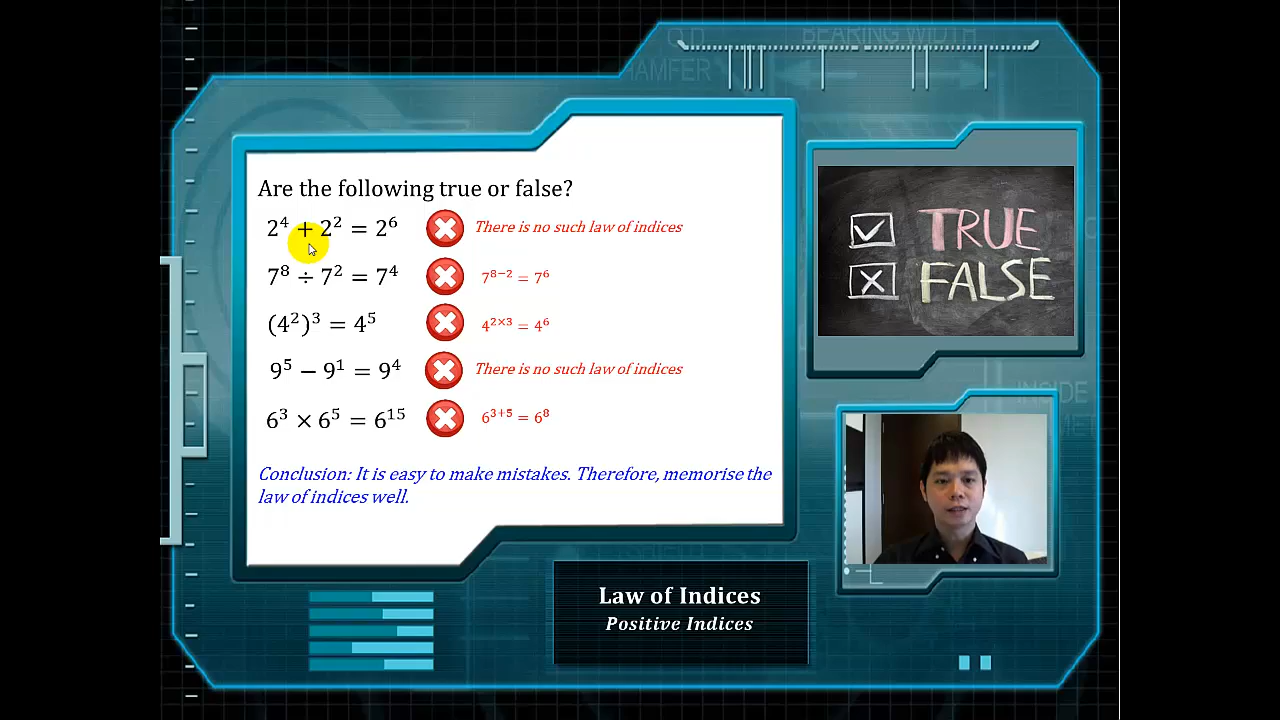 O.D
BEARING WIDTH
HAMFER
Are the following true or false?
2⁴ + 2² = 2⁶ There is no such law of indices
7⁸ ÷ 7² = 7⁴ 7⁸⁻² = 7⁶
(4²)³ = 4⁵ 4²ˣ³ = 4⁶
9⁵ − 9¹ = 9⁴ There is no such law of indices
6³ × 6⁵ = 6¹⁵ 6³⁺⁵ = 6⁸
Conclusion: It is easy to make mistakes. Therefore, memorise the
law of indices well.
TRUE
FALSE
INSIDE
Law of Indices
Positive Indices